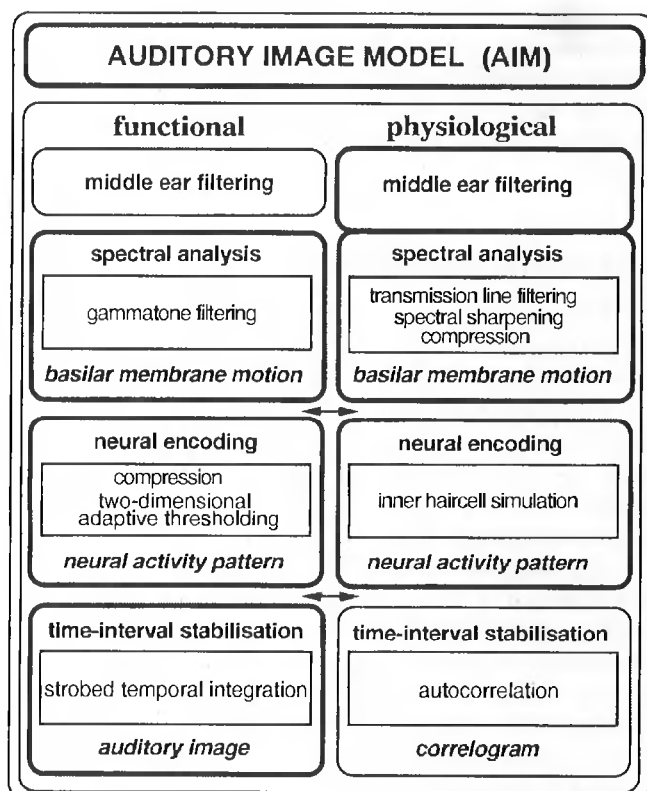 AUDITORY IMAGE MODEL (AIM)
functional
middle ear filtering
spectral analysis
gammatone filtering
basilar membrane motion
neural encoding
compression
two-dimensional
adaptive thresholding
neural activity pattern
time-interval stabilisation
strobed temporal integration
auditory image
physiological
middle ear filtering
spectral analysis
transmission line filtering
spectral sharpening
compression
basilar membrane motion
neural encoding
inner haircell simulation
neural activity pattern
time-interval stabilisation
autocorrelation
correlogram